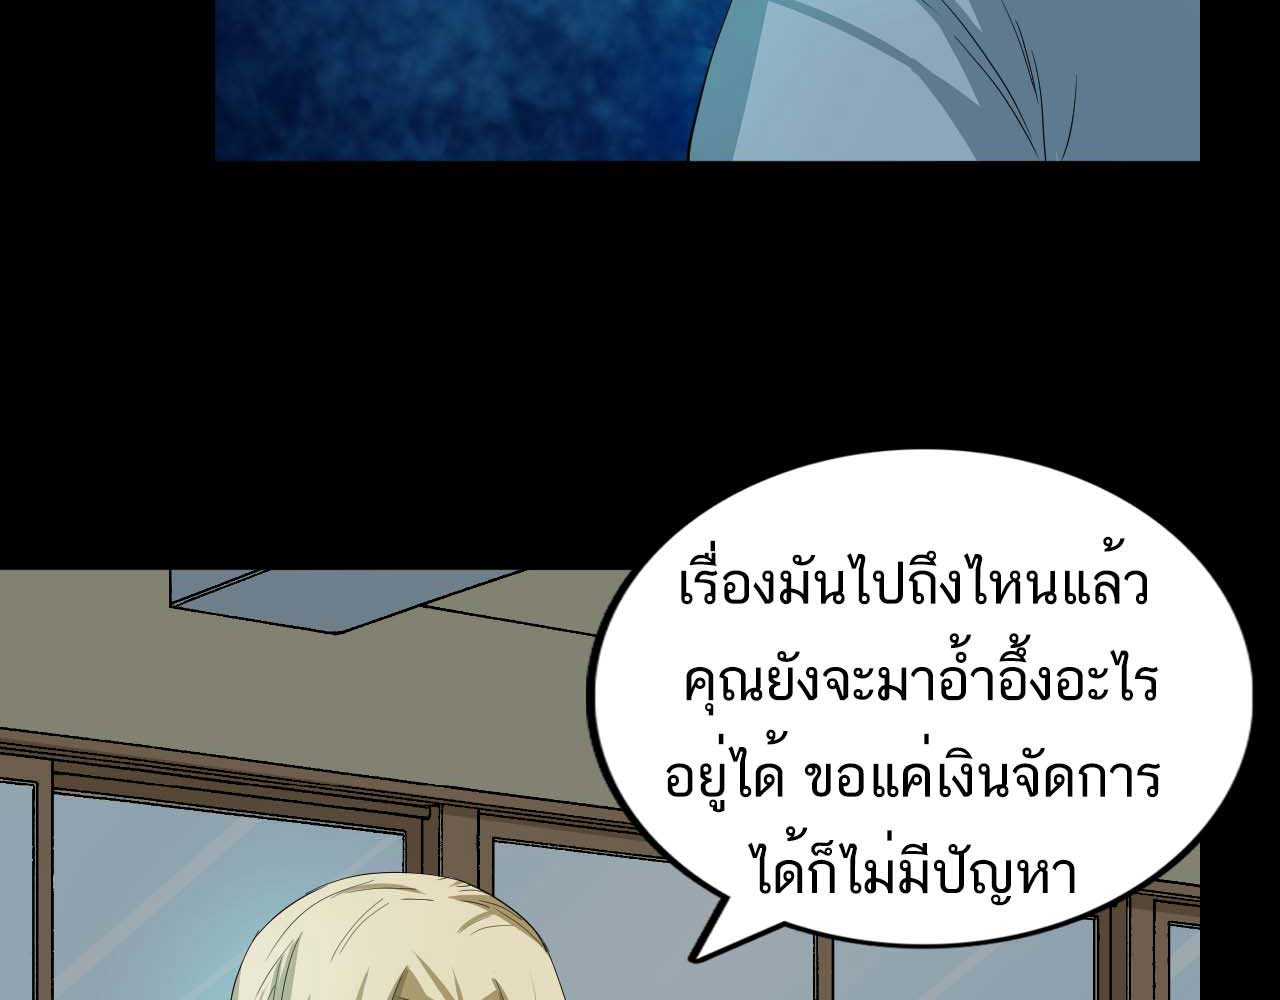 เรื่องมันไปถึงไหนแล้ว
คุณยังจะมาอ้ำอึ้งอะไร
อยู่ได้ ขอแค่เงินจัดการ
ได้ก็ไม่มีปัญหา